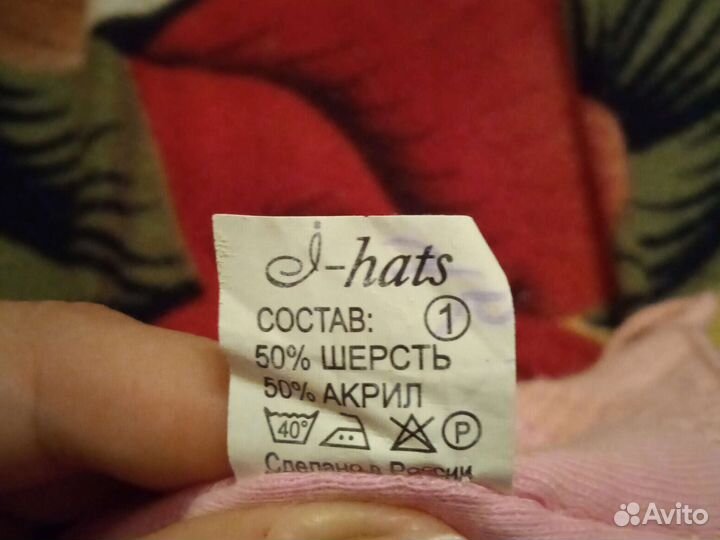 i-hats
СОСТАВ: 1
50% ШЕРСТЬ
50% АКРИЛ
40° P
Сделано в России
Avito